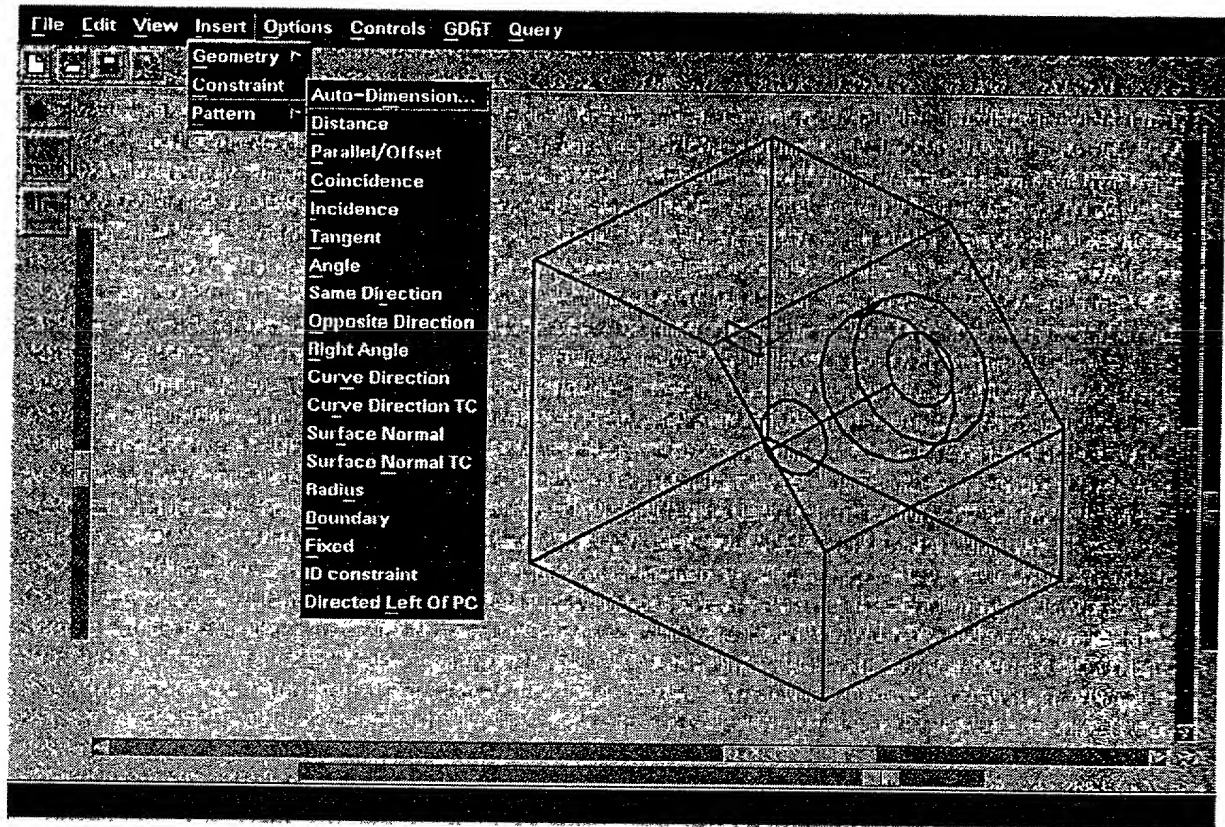 File Edit View Insert Options Controls GD&T Query
Geometry
Constraint
Pattern
Auto-Dimension...
Distance
Parallel/Offset
Coincidence
Incidence
Tangent
Angle
Same Direction
Opposite Direction
Right Angle
Curve Direction
Curve Direction TC
Surface Normal
Surface Normal TC
Radius
Boundary
Fixed
ID constraint
Directed Left Of PC